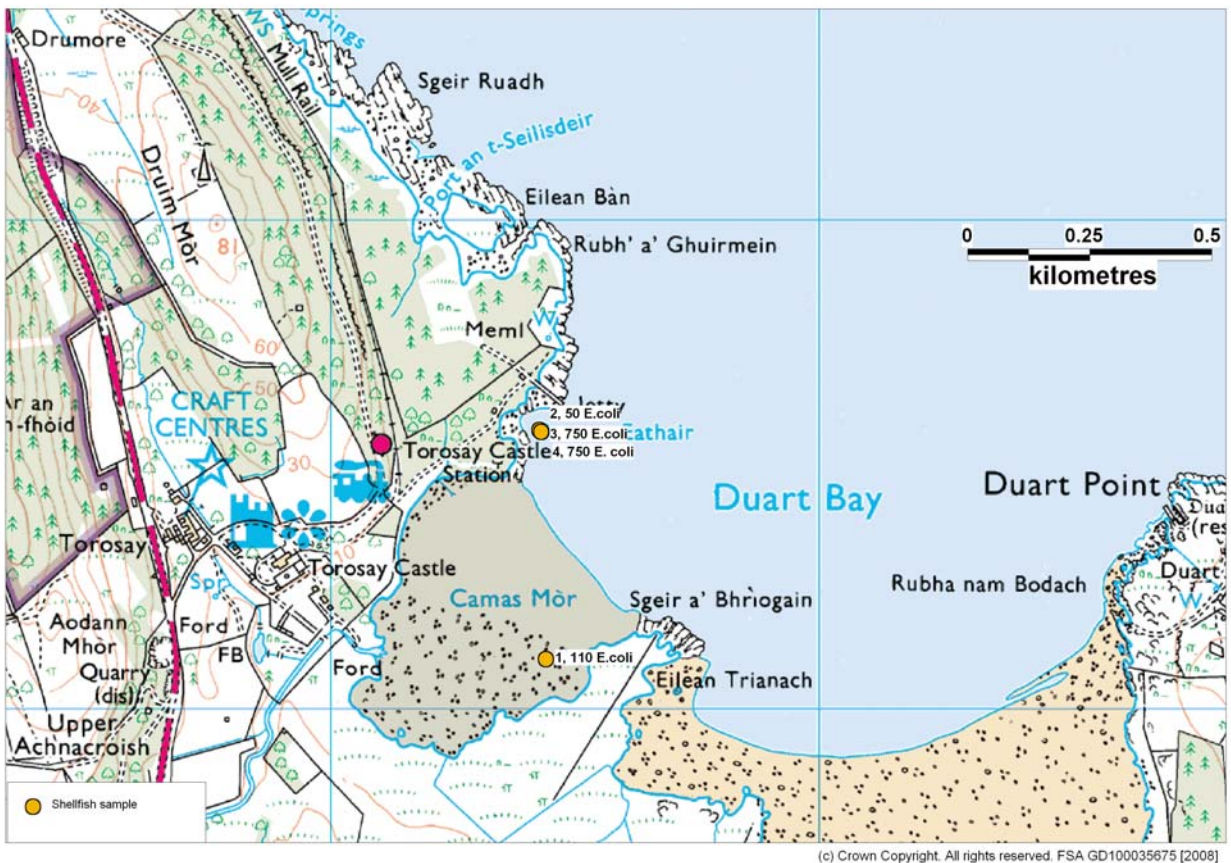 Drumore
Springs
WS
Mull Rail
Sgeir Ruadh
40
Port an t-Seilisdeir
Druim Mòr
Eilean Bàn
81
Rubh' a' Ghuirmein
0 0.25 0.5
kilometres
Meml
W
60
50
CRAFT
CENTRES
Jetty
2, 50 E.coli
3, 750 E.coli
Eathair
4, 750 E. coli
30
Torosay Castle
Station
Duart Bay
Duart Point
(res
10
Torosay
Torosay Castle
Duart
Rubha nam Bodach
W
Spr
Camas Mòr
Sgeir a' Bhrìogain
Aodann
Mhor
Ford
Quarry
(dis)
FB
Ford
1, 110 E.coli
Eilean Trianach
Upper
Achnacroish
Shellfish sample
(c) Crown Copyright. All rights reserved. FSA GD100035675 [2008]